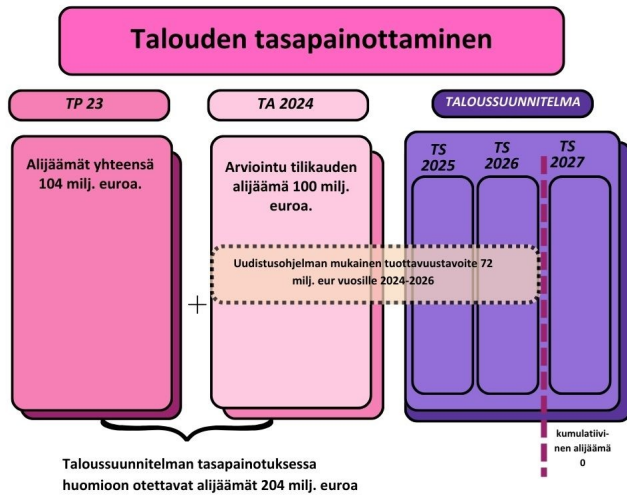 Talouden tasapainottaminen
TP 23
TA 2024
TALOUSSUUNNITELMA
Alijäämät yhteensä
104 milj. euroa.
Arviointu tilikauden
alijäämä 100 milj.
euroa.
TS
2025
TS
2026
TS
2027
Uudistusohjelman mukainen tuottavuustavoite 72
milj. eur vuosille 2024-2026
+
kumulatiivi-
nen alijäämä
0
Taloussuunnitelman tasapainotuksessa
huomioon otettavat alijäämät 204 milj. euroa